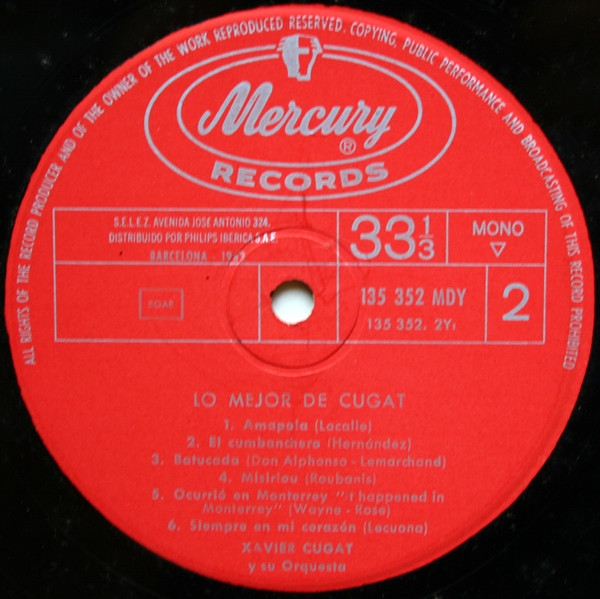 ALL RIGHTS OF THE RECORD PRODUCER AND OF THE OWNER OF THE WORK REPRODUCED RESERVED. COPYING, PUBLIC PERFORMANCE AND BROADCASTING OF THIS RECORD PROHIBITED
Mercury ®
RECORDS
S.E.L.E.Z. AVENIDA JOSE ANTONIO 324.
DISTRIBUIDO POR PHILIPS IBERICA S.A.E.
BARCELONA
33 1/3
MONO
SGAE
135 352 MDY
135 352. 2Y₁
2
LO MEJOR DE CUGAT
1. Amapola (Lacalle)
2. El cumbanchero (Hernández)
3. Batucada (Don Alphonso - Lemarchand)
4. Misirlou (Roubanis)
5. Ocurrió en Monterrey "I happened in
Monterrey" (Wayne - Rose)
6. Siempre en mi corazón (Lecuona)
XAVIER CUGAT
y su Orquesta